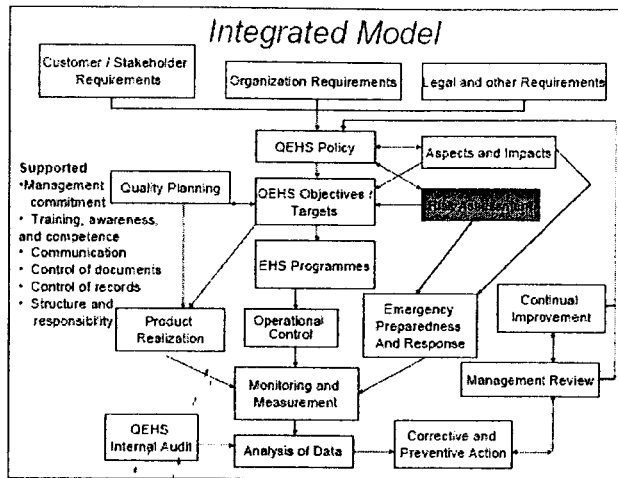 Integrated Model
Customer / Stakeholder
Requirements
Organization Requirements
Legal and other Requirements
QEHS Policy
Aspects and Impacts
Supported
•Management
commitment
• Training, awareness,
and competence
• Communication
• Control of documents
• Control of records
• Structure and
responsibility
Quality Planning
QEHS Objectives /
Targets
Risk Assessment
EHS Programmes
Product
Realization
Operational
Control
Emergency
Preparedness
And Response
Continual
Improvement
Monitoring and
Measurement
Management Review
QEHS
Internal Audit
Analysis of Data
Corrective and
Preventive Action